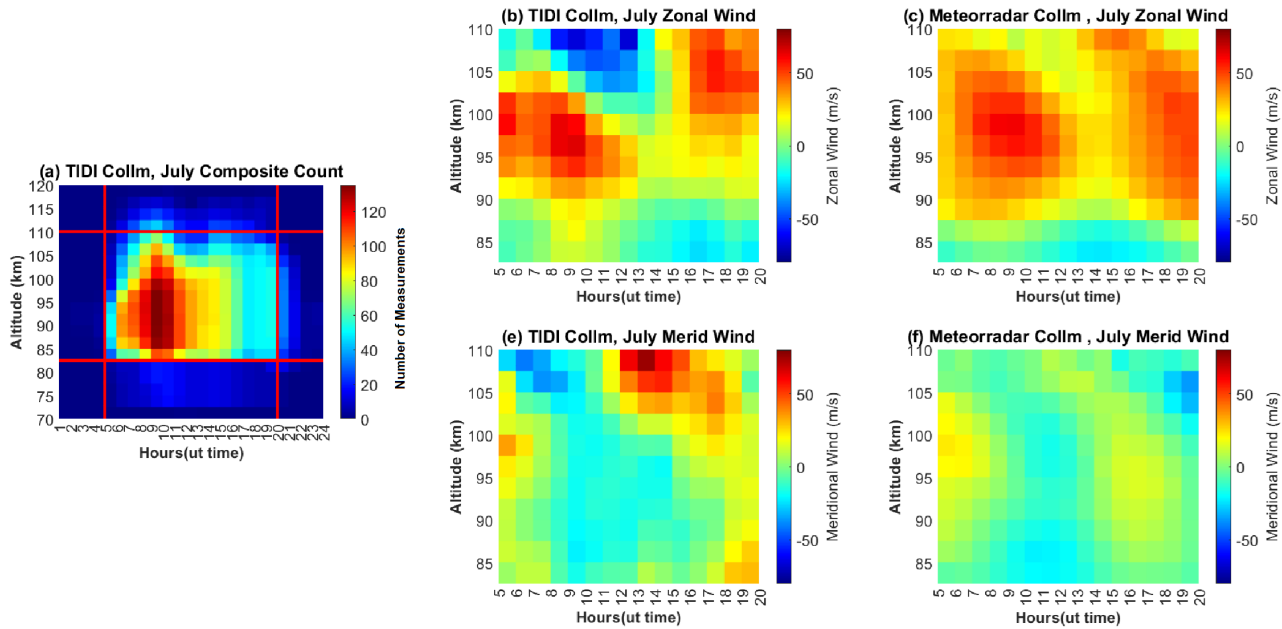 (a) TIDI Collm, July Composite Count
120
115
110
105
100
95
90
85
80
75
70
Altitude (km)
1 2 3 4 5 6 7 8 9 10 11 12 13 14 15 16 17 18 19 20 21 22 23 24
Hours(ut time)
120
100
80
60
40
20
0
Number of Measurements
(b) TIDI Collm, July Zonal Wind
110
105
100
95
90
85
Altitude (km)
5 6 7 8 9 10 11 12 13 14 15 16 17 18 19 20
Hours(ut time)
50
0
-50
Zonal Wind (m/s)
(c) Meteorradar Collm , July Zonal Wind
110
105
100
95
90
85
Altitude (km)
5 6 7 8 9 10 11 12 13 14 15 16 17 18 19 20
Hours(ut time)
50
0
-50
Zonal Wind (m/s)
(e) TIDI Collm, July Merid Wind
110
105
100
95
90
85
Altitude (km)
5 6 7 8 9 10 11 12 13 14 15 16 17 18 19 20
Hours(ut time)
50
0
-50
Meridional Wind (m/s)
(f) Meteorradar Collm , July Merid Wind
110
105
100
95
90
85
Altitude (km)
5 6 7 8 9 10 11 12 13 14 15 16 17 18 19 20
Hours(ut time)
50
0
-50
Meridional Wind (m/s)